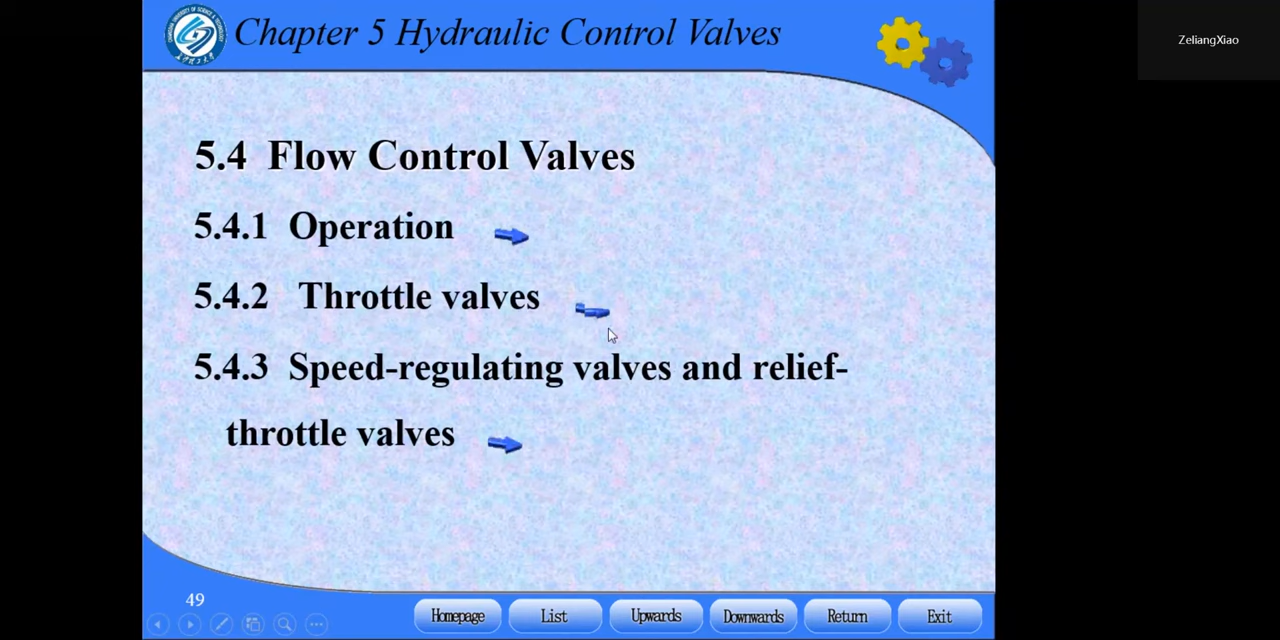 Chapter 5 Hydraulic Control Valves
ZeliangXiao
5.4 Flow Control Valves
5.4.1 Operation
5.4.2 Throttle valves
5.4.3 Speed-regulating valves and relief-
throttle valves
49
Homepage List Upwards Downwards Return Exit